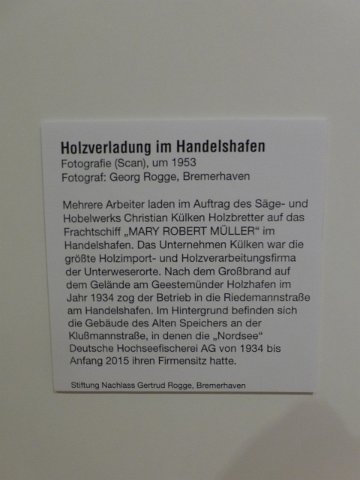 Holzverladung im Handelshafen
Fotografie (Scan), um 1953
Fotograf: Georg Rogge, Bremerhaven
Mehrere Arbeiter laden im Auftrag des Säge- und
Hobelwerks Christian Külken Holzbretter auf das
Frachtschiff „MARY ROBERT MÜLLER" im
Handelshafen. Das Unternehmen Külken war die
größte Holzimport- und Holzverarbeitungsfirma
der Unterweserorte. Nach dem Großbrand auf
dem Gelände am Geestemünder Holzhafen im
Jahr 1934 zog der Betrieb in die Riedemannstraße
am Handelshafen. Im Hintergrund befinden sich
die Gebäude des Alten Speichers an der
Klußmannstraße, in denen die „Nordsee"
Deutsche Hochseefischerei AG von 1934 bis
Anfang 2015 ihren Firmensitz hatte.
Stiftung Nachlass Gertrud Rogge, Bremerhaven